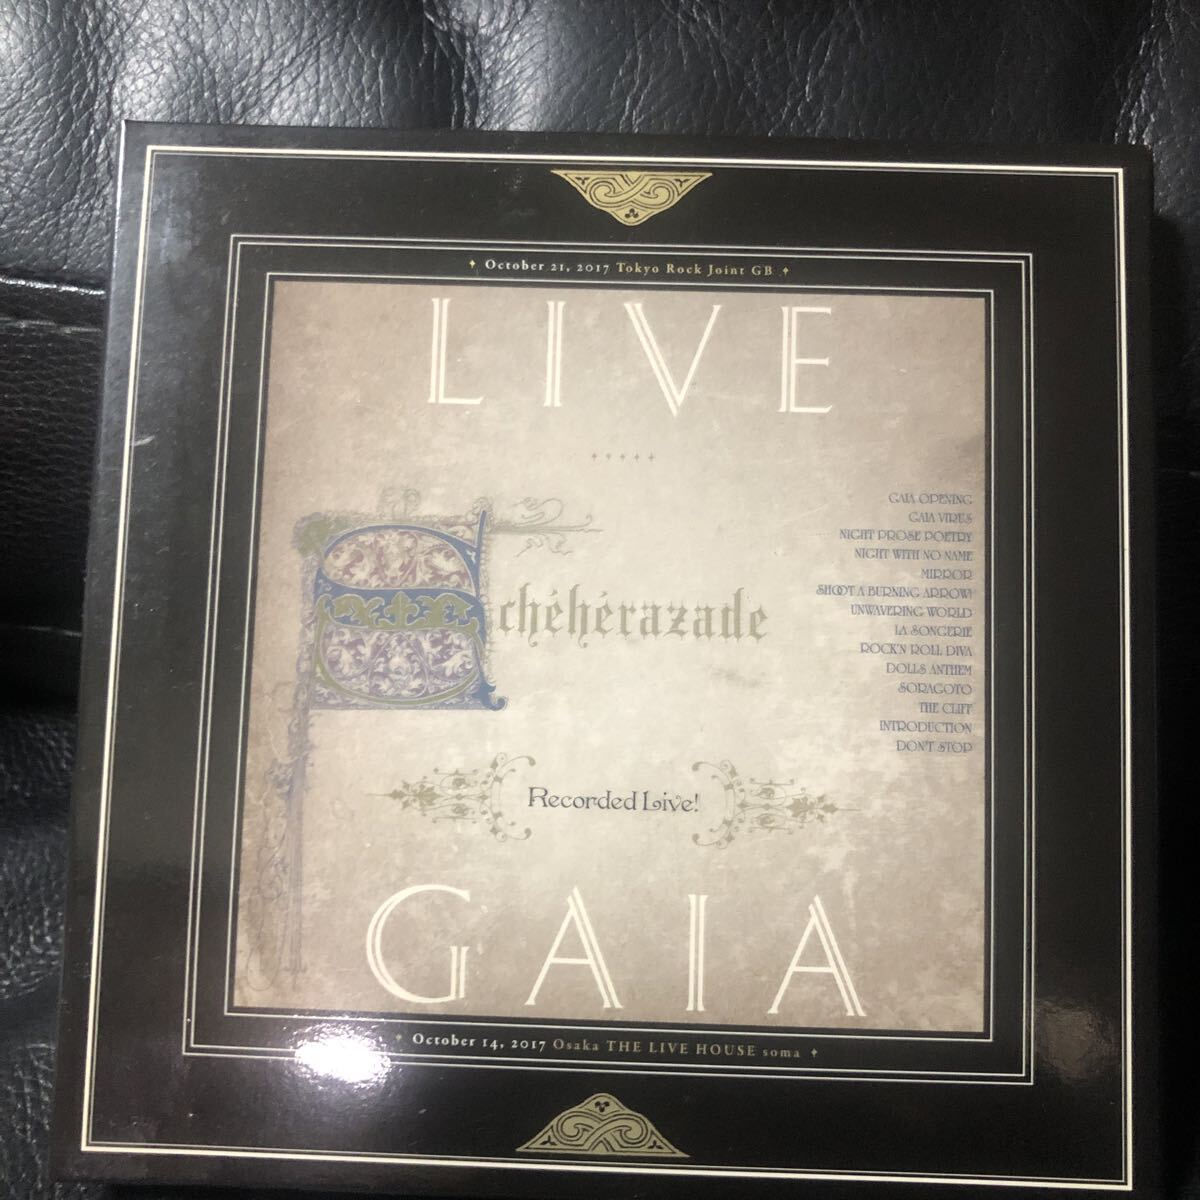 October 21, 2017 Tokyo Rock Joint GB
LIVE
Schéhérazade
GAIA OPENING
GAIA VIRUS
NIGHT PROSE POETRY
NIGHT WITH NO NAME
MIRROR
SHOOT A BURNING ARROW!
UNWAVERING WORLD
LA SONGERIE
ROCK'N ROLL DIVA
DOLLS ANTHEM
SORAGOTO
THE CLIFF
INTRODUCTION
DON'T STOP
Recorded Live!
GAIA
October 14, 2017 Osaka THE LIVE HOUSE soma